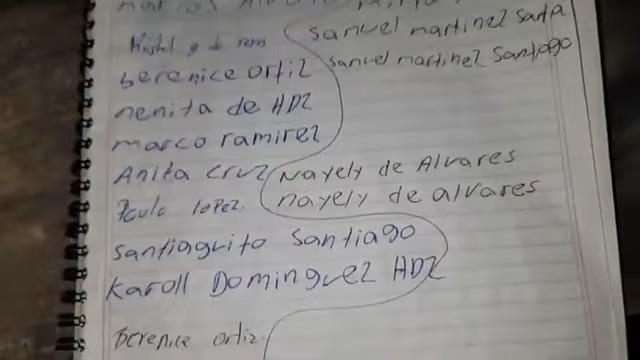 samuel martinez Santa
samuel martinez Santiago
berenice ortiz
nenita de HDZ
marco ramirez
Anita cruz
Nayely de Alvares
Paulo lopez
nayely de alvares
Santiaguito Santiago
Karoll Dominguez HDZ
berenice ortiz